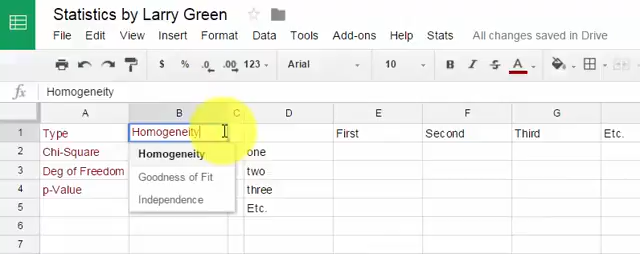 Statistics by Larry Green
File Edit View Insert Format Data Tools Add-ons Help Stats All changes saved in Drive
$ % .0 .00 123 Arial 10 B I S A
fx Homogeneity
A B C D E F G H
1 Type Homogeneity First Second Third Etc.
2 Chi-Square Homogeneity one
3 Deg of Freedom Goodness of Fit two
4 p-Value Independence three
5 Etc.
6
7